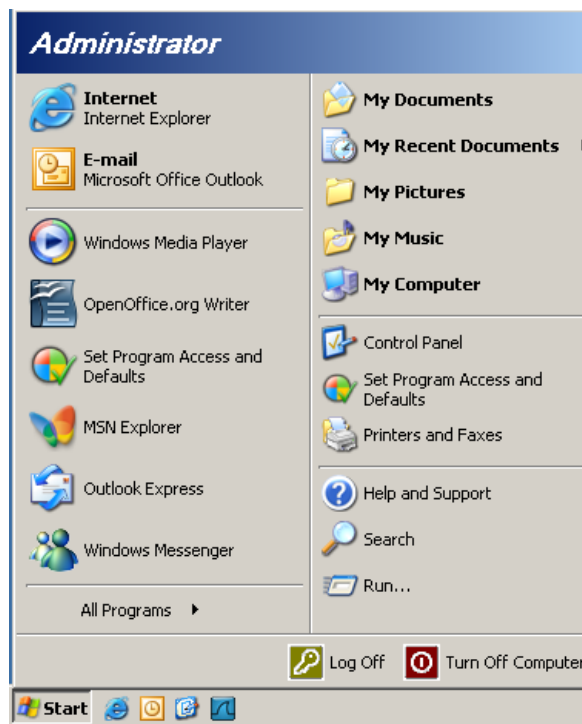 Administrator
Internet
Internet Explorer
E-mail
Microsoft Office Outlook
Windows Media Player
OpenOffice.org Writer
Set Program Access and
Defaults
MSN Explorer
Outlook Express
Windows Messenger
All Programs
My Documents
My Recent Documents
My Pictures
My Music
My Computer
Control Panel
Set Program Access and
Defaults
Printers and Faxes
Help and Support
Search
Run...
Log Off
Turn Off Computer
Start